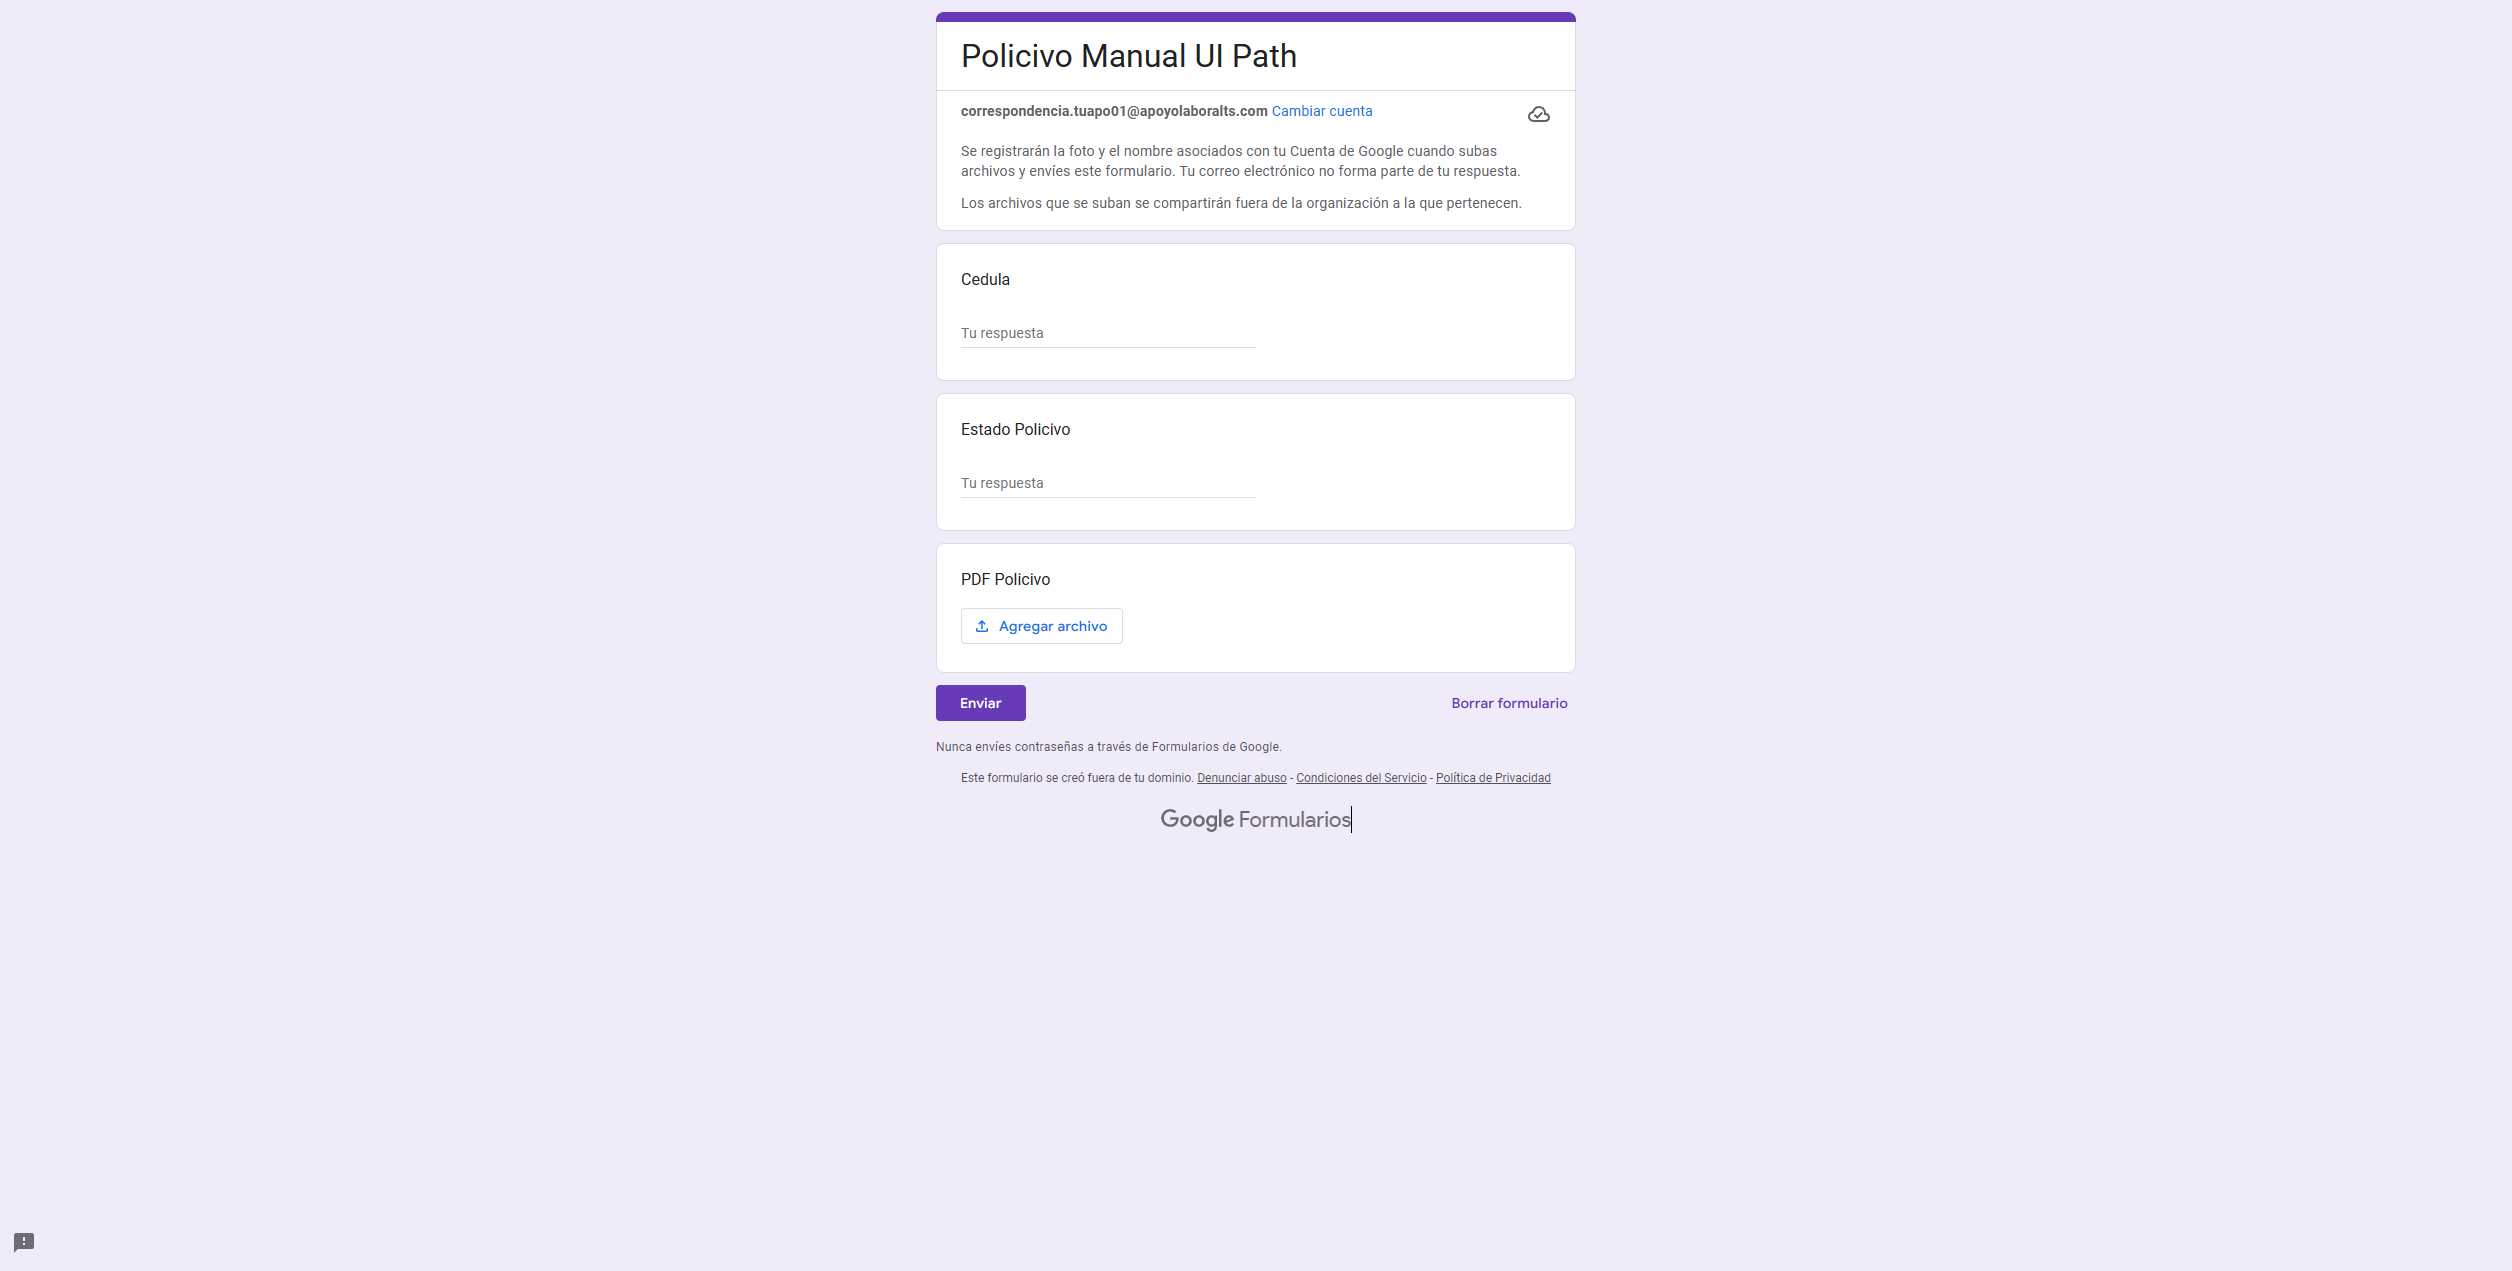 Policivo Manual UI Path
correspondencia.tuapo01@apoyolaboralts.com Cambiar cuenta
Se registrarán la foto y el nombre asociados con tu Cuenta de Google cuando subas
archivos y envíes este formulario. Tu correo electrónico no forma parte de tu respuesta.
Los archivos que se suban se compartirán fuera de la organización a la que pertenecen.
Cedula
Tu respuesta
Estado Policivo
Tu respuesta
PDF Policivo
Agregar archivo
Enviar
Borrar formulario
Nunca envíes contraseñas a través de Formularios de Google.
Este formulario se creó fuera de tu dominio. Denunciar abuso - Condiciones del Servicio - Política de Privacidad
Google Formularios